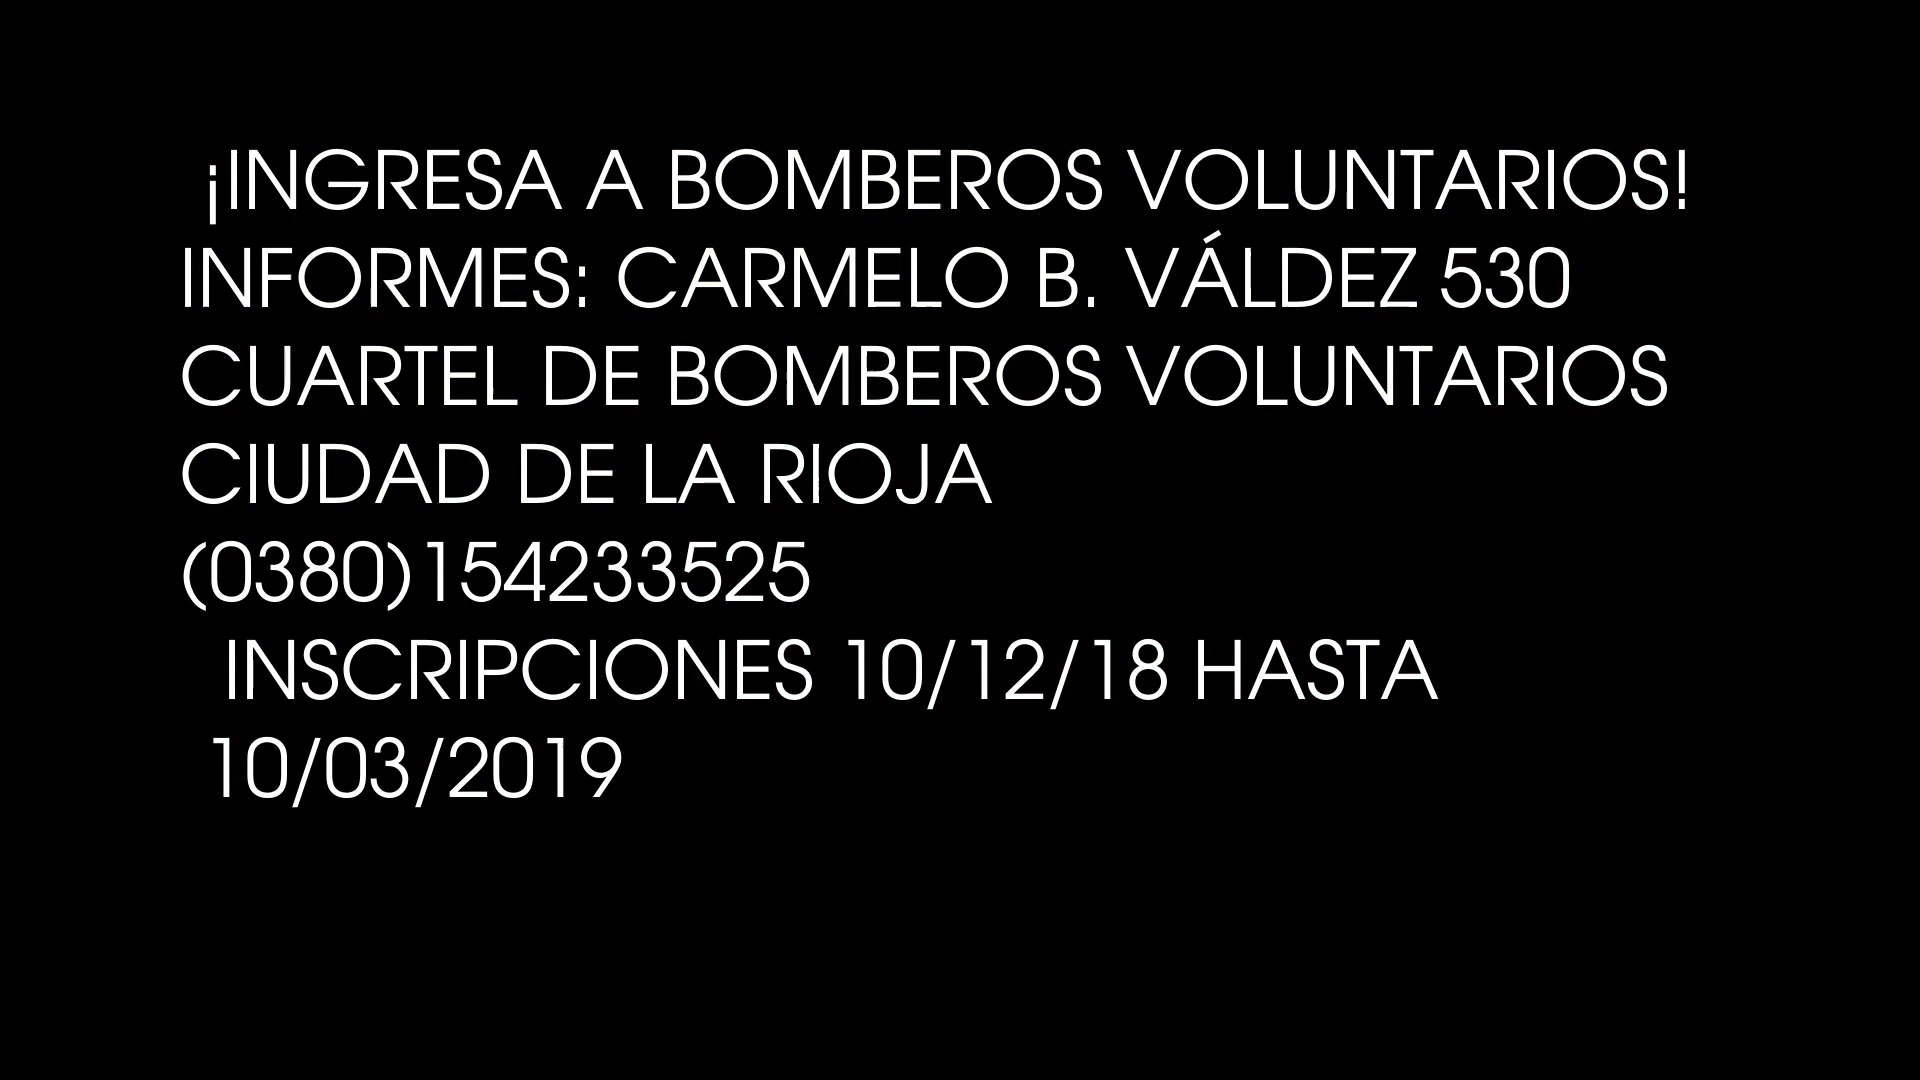 ¡INGRESA A BOMBEROS VOLUNTARIOS!
INFORMES: CARMELO B. VÁLDEZ 530
CUARTEL DE BOMBEROS VOLUNTARIOS
CIUDAD DE LA RIOJA
(0380)154233525
INSCRIPCIONES 10/12/18 HASTA
10/03/2019